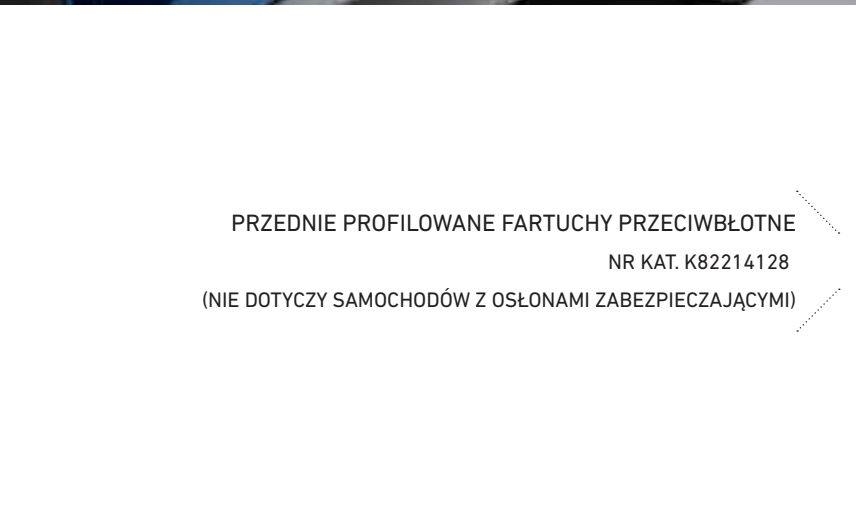 PRZEDNIE PROFILOWANE FARTUCHY PRZECIWBŁOTNE
NR KAT. K82214128
(NIE DOTYCZY SAMOCHODÓW Z OSŁONAMI ZABEZPIECZAJĄCYMI)